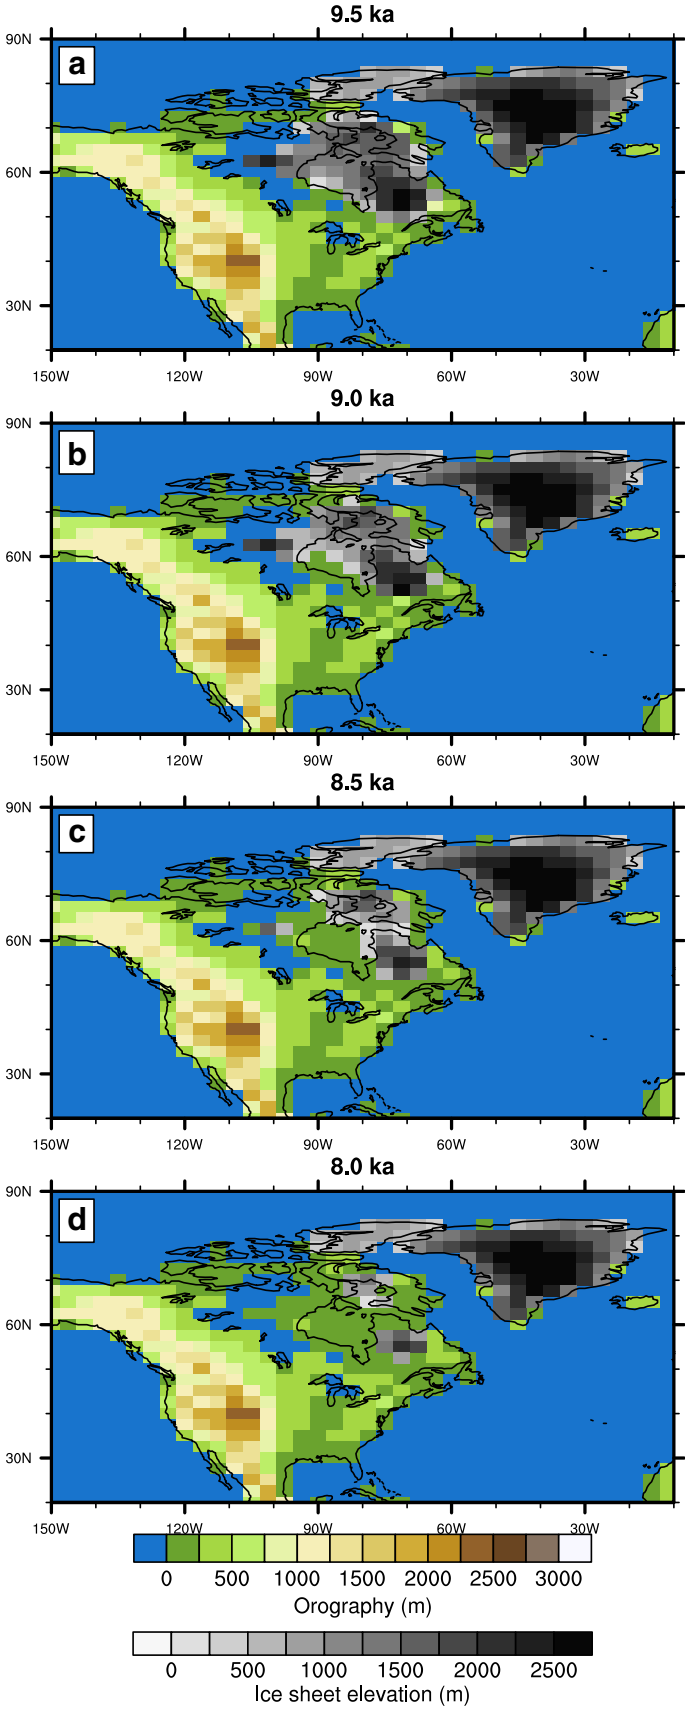 9.5 ka
90N
a
60N
30N
150W 120W 90W 60W 30W
9.0 ka
90N
b
60N
30N
150W 120W 90W 60W 30W
8.5 ka
90N
c
60N
30N
150W 120W 90W 60W 30W
8.0 ka
90N
d
60N
30N
150W 120W 90W 60W 30W
0 500 1000 1500 2000 2500 3000
Orography (m)
0 500 1000 1500 2000 2500
Ice sheet elevation (m)